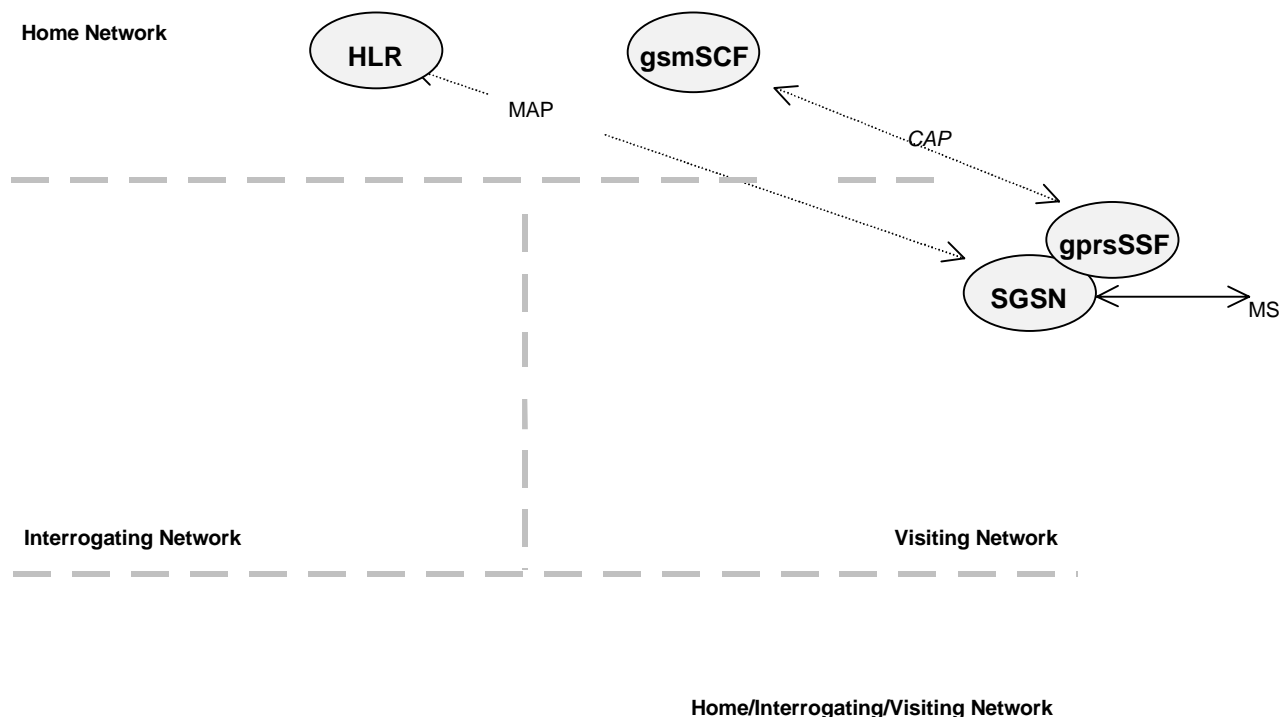 Home Network
HLR
gsmSCF
MAP
CAP
gprsSSF
SGSN
MS
Interrogating Network
Visiting Network
Home/Interrogating/Visiting Network